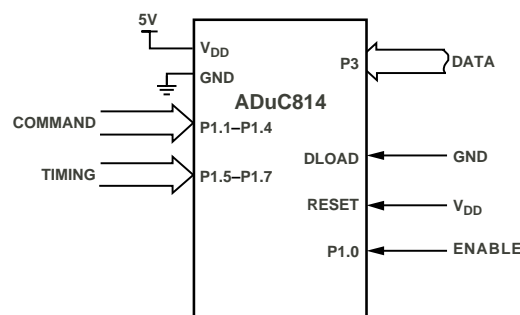 5V
VDD
GND
P3
DATA
ADuC814
COMMAND
P1.1–P1.4
DLOAD
GND
TIMING
P1.5–P1.7
RESET
VDD
P1.0
ENABLE